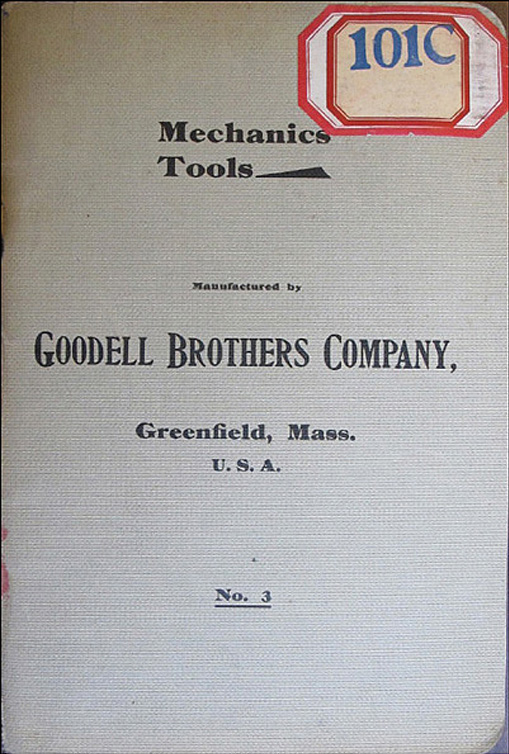 101C
Mechanics
Tools
Manufactured by
GOODELL BROTHERS COMPANY,
Greenfield, Mass.
U. S. A.
No. 3